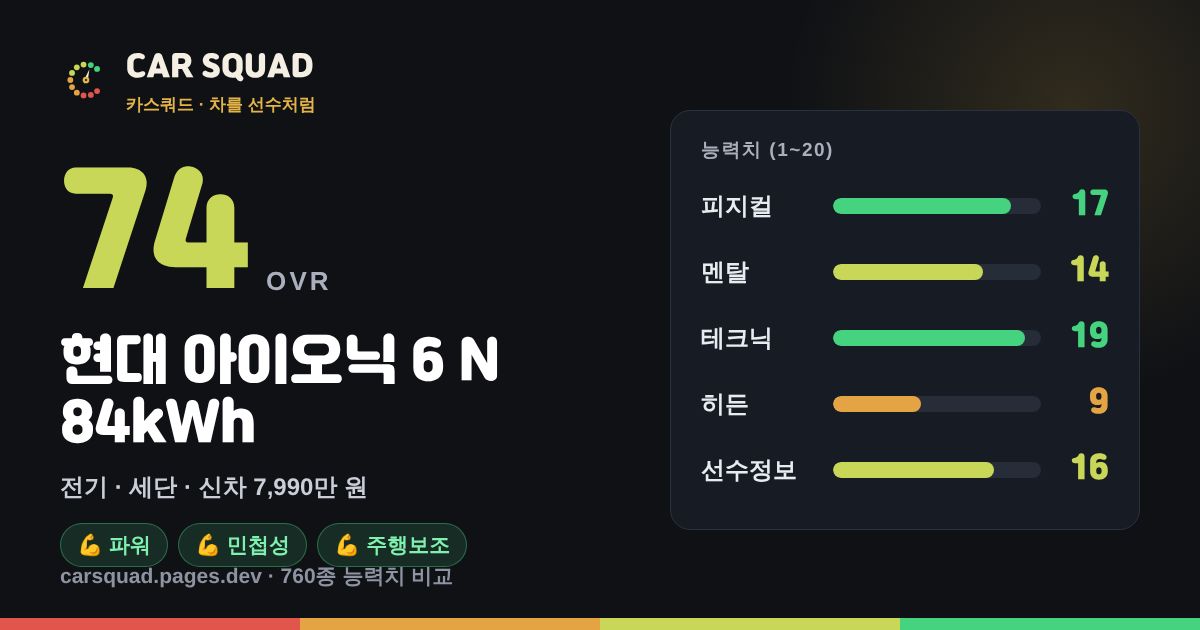 CAR SQUAD
카스쿼드 · 차를 선수처럼
74 OVR
현대 아이오닉 6 N
84kWh
전기 · 세단 · 신차 7,990만 원
💪 파워 💪 민첩성 💪 주행보조
carsquad.pages.dev · 760종 능력치 비교
능력치 (1~20)
피지컬 17
멘탈 14
테크닉 19
히든 9
선수정보 16